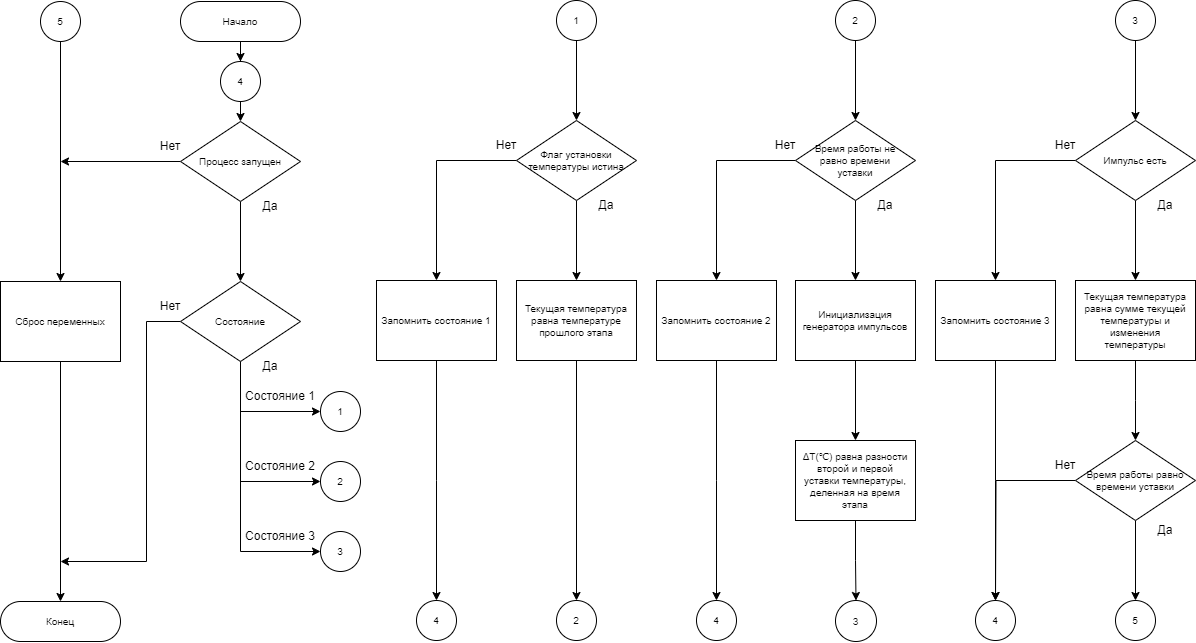 5
Начало
4
Нет
Процесс запущен
Да
Нет
Сброс переменных
Состояние
Да
Состояние 1
1
Состояние 2
2
Состояние 3
3
Конец
1
Нет
Флаг установки
температуры истина
Да
Запомнить состояние 1
Текущая температура
равна температуре
прошлого этапа
4
2
2
Нет
Время работы не
равно времени
уставки
Да
Запомнить состояние 2
Инициализация
генератора импульсов
ΔT(°C) равна разности
второй и первой
уставки температуры,
деленная на время
этапа
4
3
3
Нет
Импульс есть
Да
Запомнить состояние 3
Текущая температура
равна сумме текущей
температуры и
изменения
температуры
Нет
Время работы равно
времени уставки
Да
4
5